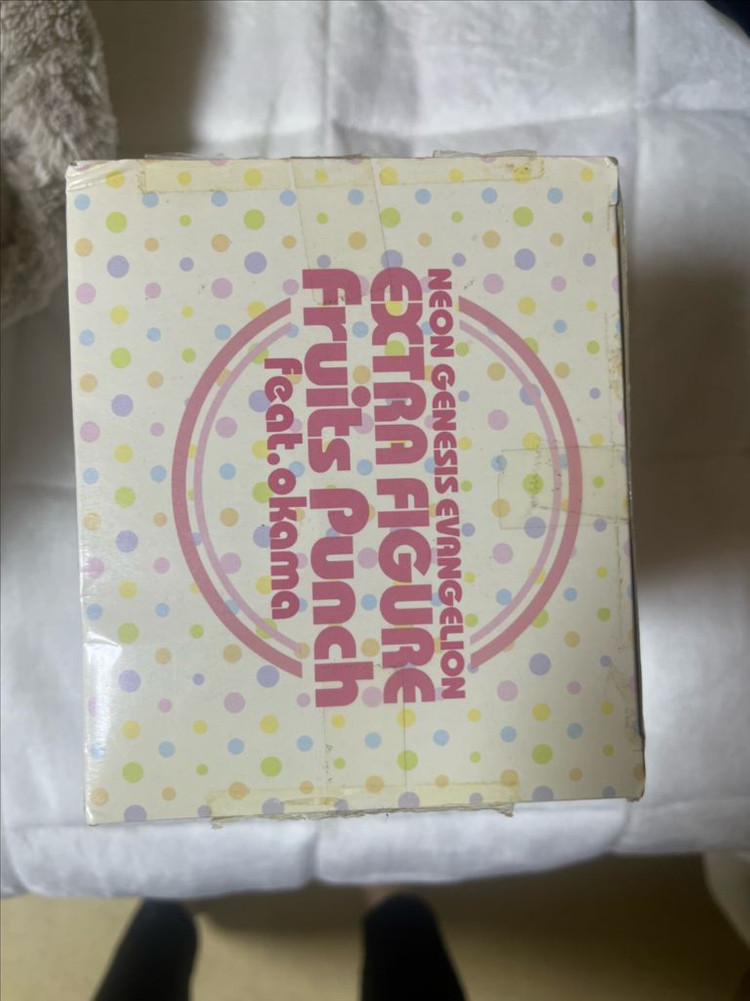 NEON GENESIS EVANGELION
EXTRA FIGURE
Fruits Punch
feat.okama